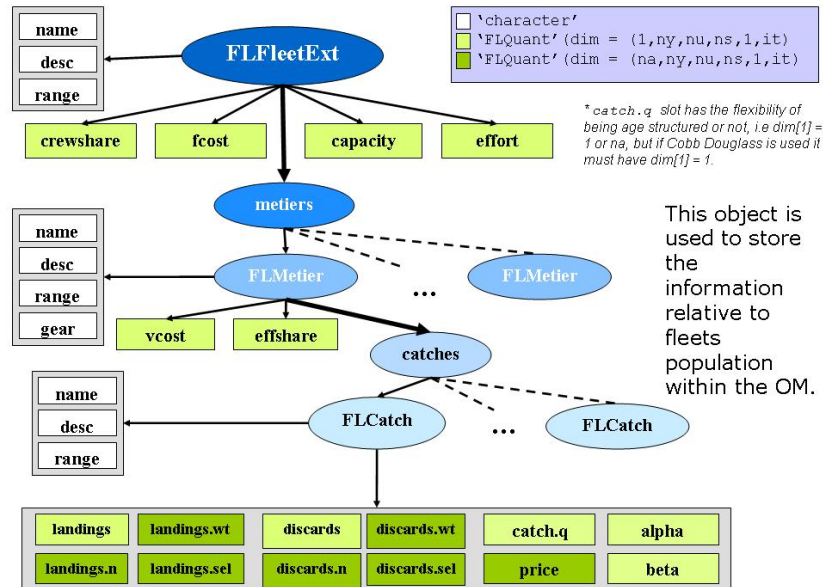 name
desc
range
FLFleetExt
'character'
'FLQuant'(dim = (1,ny,nu,ns,1,it)
'FLQuant'(dim = (na,ny,nu,ns,1,it)
*catch.q slot has the flexibility of
being age structured or not, i.e dim[1] =
1 or na, but if Cobb Douglass is used it
must have dim[1] = 1.
crewshare
fcost
capacity
effort
metiers
name
desc
range
gear
FLMetier
...
FLMetier
This object is
used to store
the
information
relative to
fleets
population
within the OM.
vcost
effshare
catches
name
desc
range
FLCatch
...
FLCatch
landings
landings.wt
discards
discards.wt
catch.q
alpha
landings.n
landings.sel
discards.n
discards.sel
price
beta